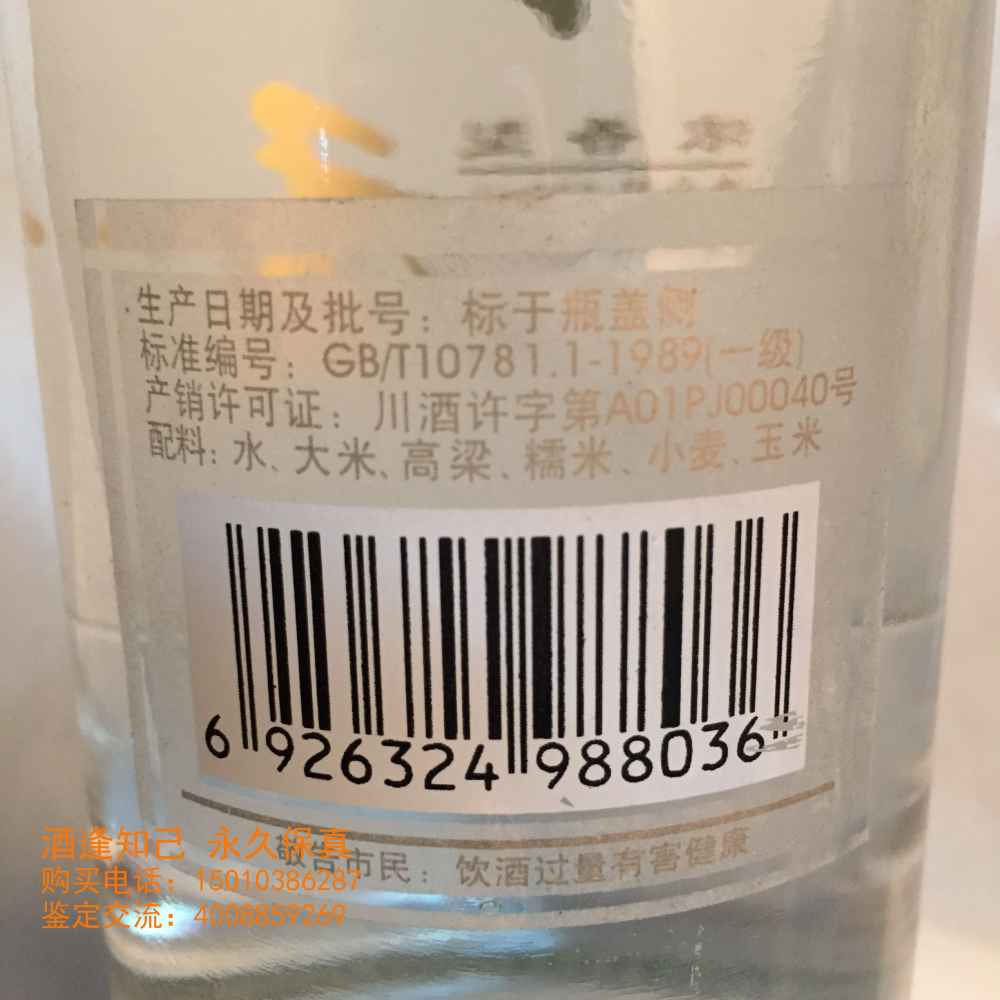 生产日期及批号：标于瓶盖侧
标准编号：GB/T10781.1-1989(一级)
产销许可证：川酒许字第A01PJ00040号
配料：水、大米、高梁、糯米、小麦、玉米
6 926324 988036
敬告市民：饮酒过量有害健康
酒逢知己 永久保真
购买电话：15010386287
鉴定交流：4008859269